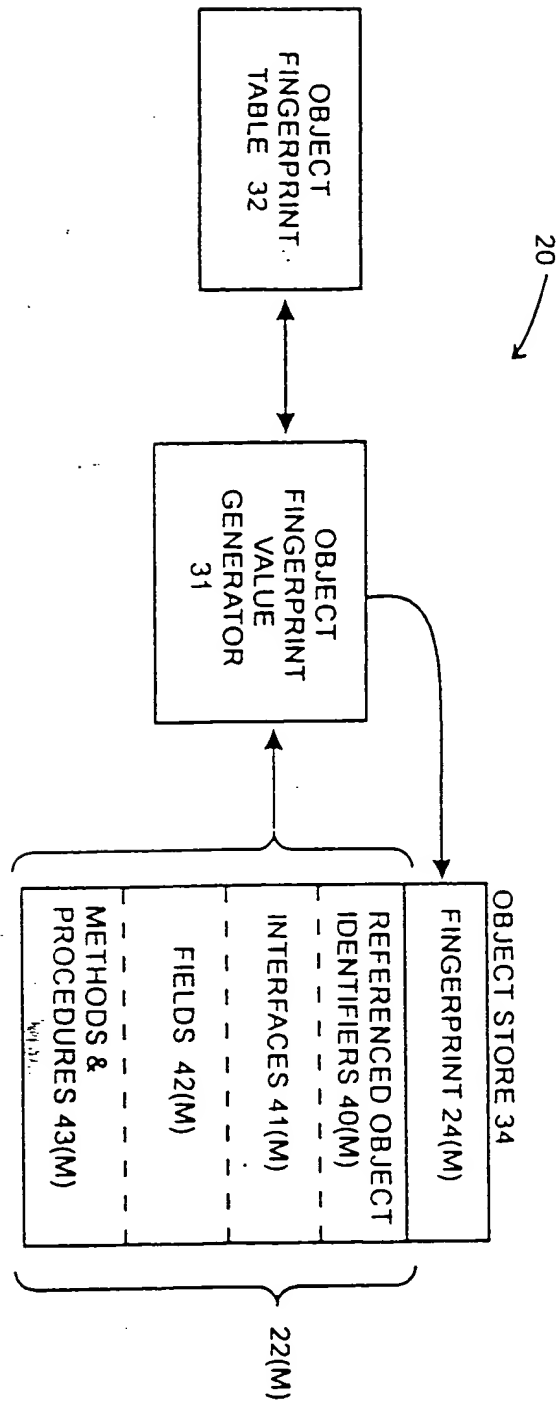 20
OBJECT
FINGERPRINT
TABLE 32
OBJECT
FINGERPRINT
VALUE
GENERATOR
31
OBJECT STORE 34
FINGERPRINT 24(M)
REFERENCED OBJECT
IDENTIFIERS 40(M)
INTERFACES 41(M)
FIELDS 42(M)
METHODS &
PROCEDURES 43(M)
22(M)